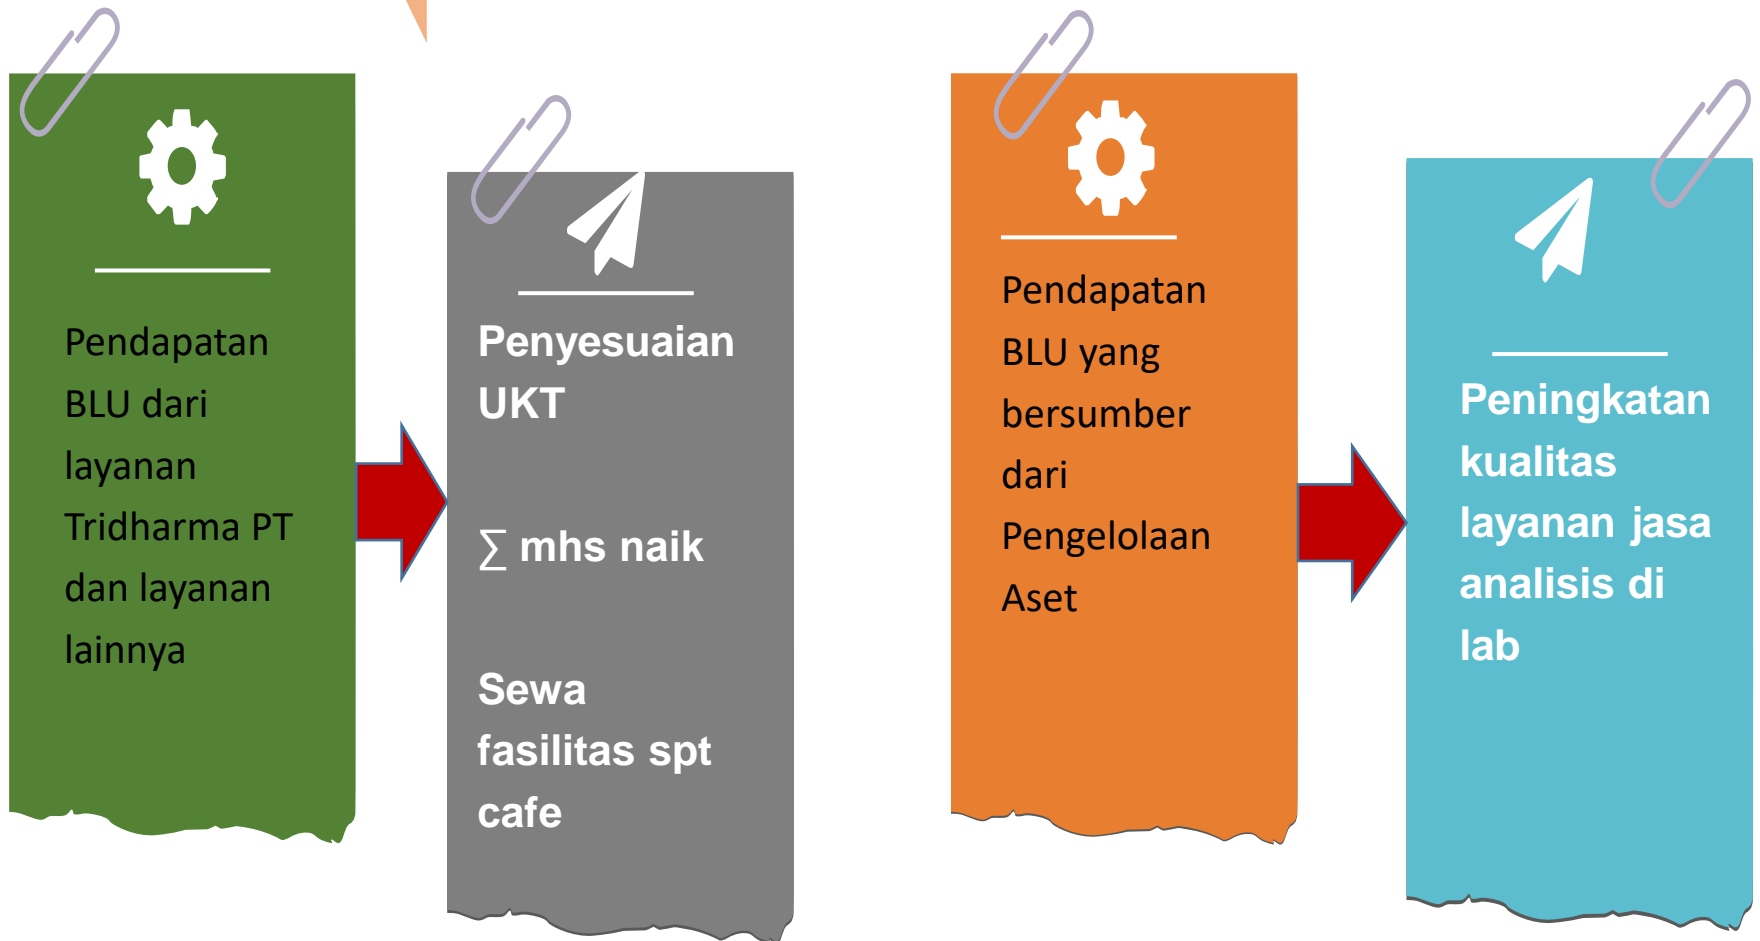 Pendapatan
BLU dari
layanan
Tridharma PT
dan layanan
lainnya
Penyesuaian
UKT
∑ mhs naik
Sewa
fasilitas spt
cafe
Pendapatan
BLU yang
bersumber
dari
Pengelolaan
Aset
Peningkatan
kualitas
layanan jasa
analisis di
lab